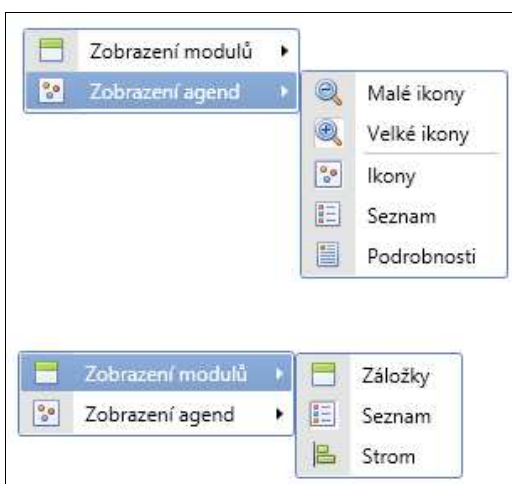 Zobrazení modulů
Zobrazení agend
Malé ikony
Velké ikony
Ikony
Seznam
Podrobnosti
Zobrazení modulů
Zobrazení agend
Záložky
Seznam
Strom